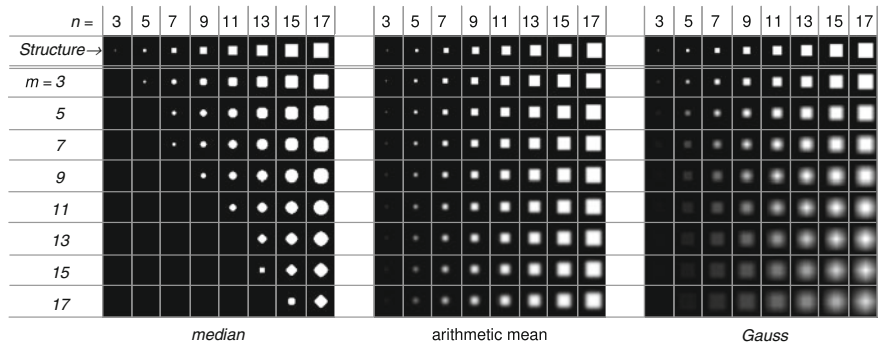 n = 3 5 7 9 11 13 15 17 3 5 7 9 11 13 15 17 3 5 7 9 11 13 15 17
Structure→
m = 3
5
7
9
11
13
15
17
median arithmetic mean Gauss